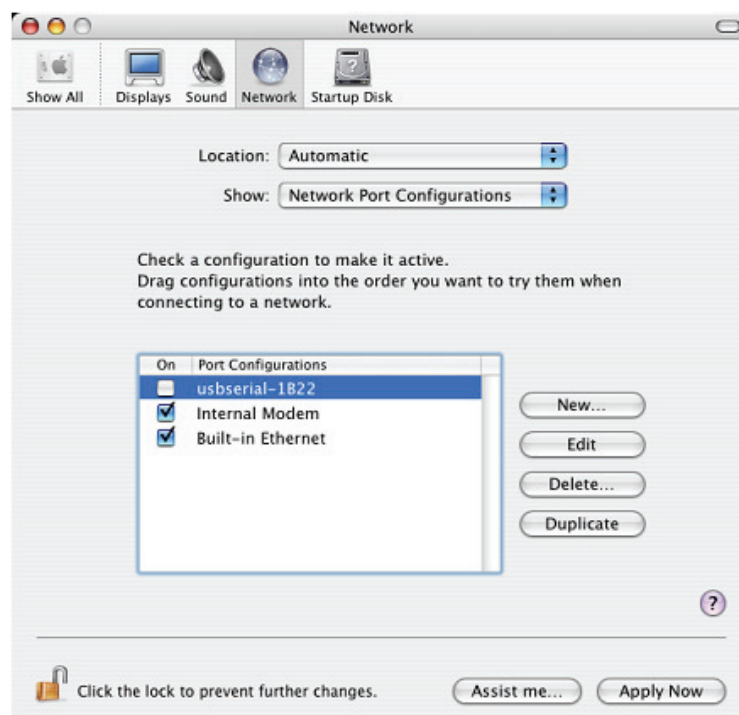 Network
Show All Displays Sound Network Startup Disk
Location: Automatic
Show: Network Port Configurations
Check a configuration to make it active.
Drag configurations into the order you want to try them when
connecting to a network.
On Port Configurations
usbserial-1B22
Internal Modem
Built-in Ethernet
New...
Edit
Delete...
Duplicate
?
Click the lock to prevent further changes. Assist me... Apply Now